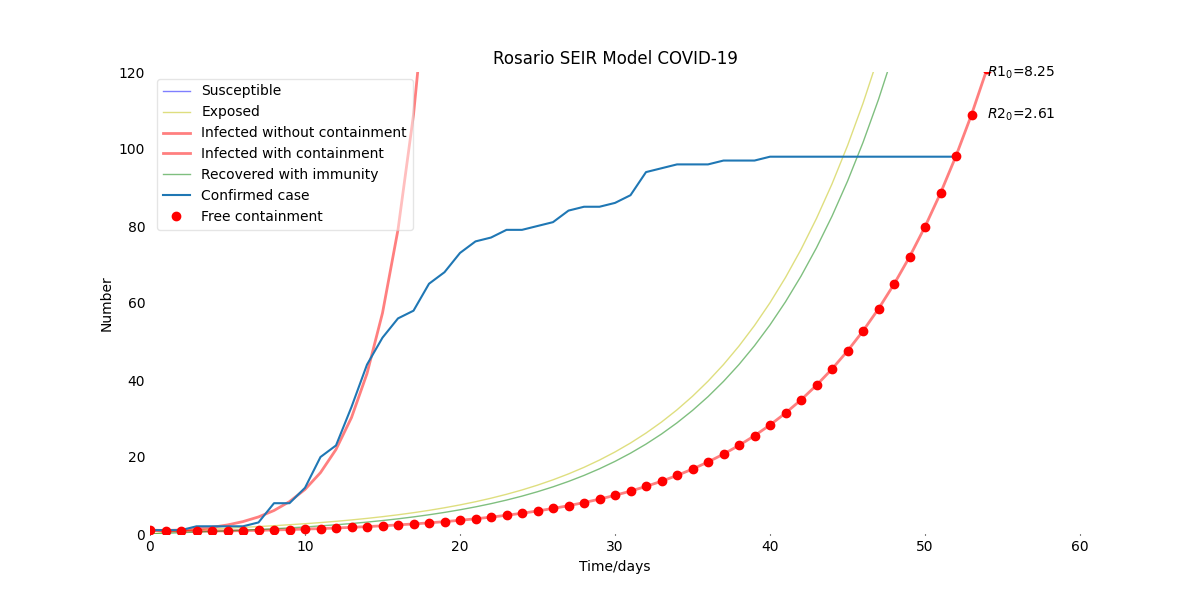 Rosario SEIR Model COVID-19
120
100
80
60
40
20
0
Number
Susceptible
Exposed
Infected without containment
Infected with containment
Recovered with immunity
Confirmed case
Free containment
R1₀=8.25
R2₀=2.61
0 10 20 30 40 50 60
Time/days